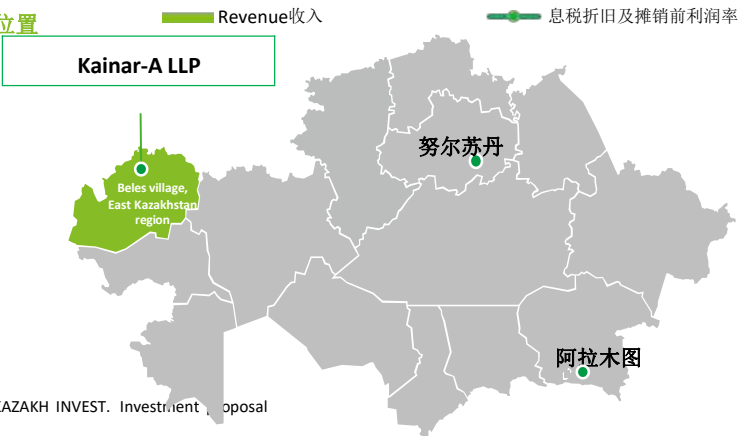 位置
Revenue收入
息税折旧及摊销前利润率
Kainar-A LLP
努尔苏丹
Beles village,
East Kazakhstan
region
阿拉木图
AZAKH INVEST. Investment oposal